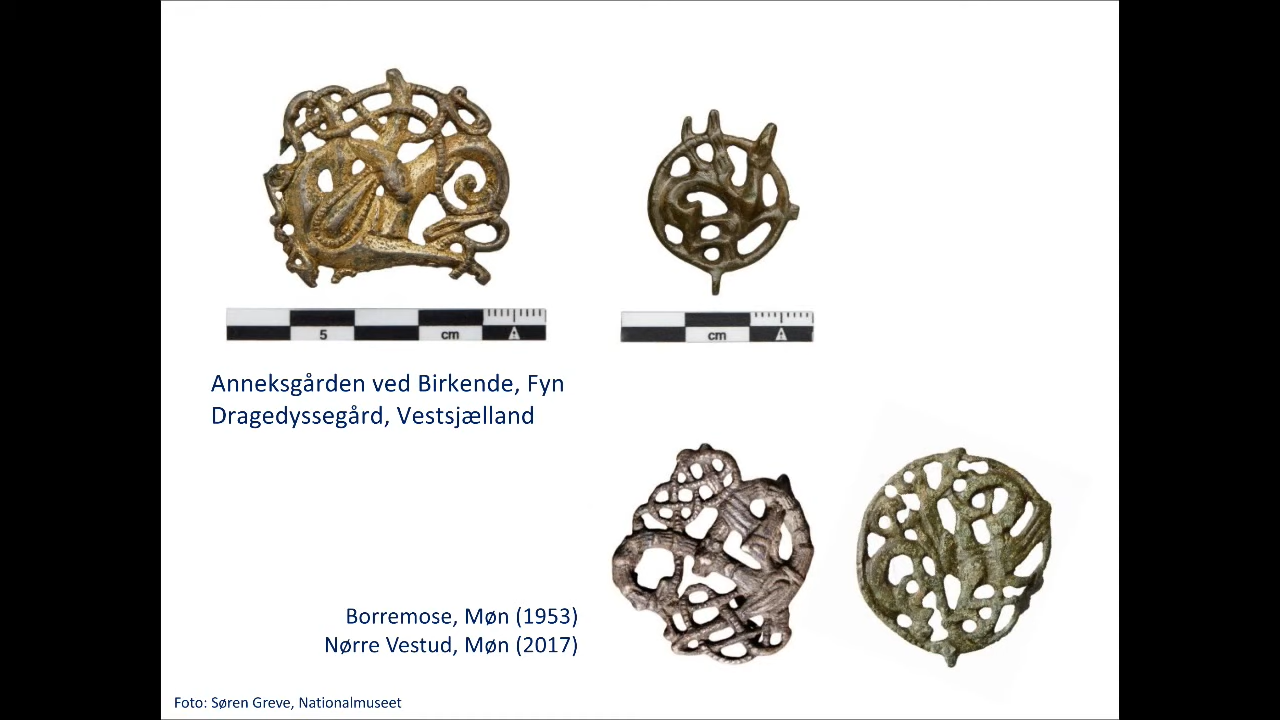 5 cm
cm
Anneksgården ved Birkende, Fyn
Dragedyssegård, Vestsjælland
Borremose, Møn (1953)
Nørre Vestud, Møn (2017)
Foto: Søren Greve, Nationalmuseet